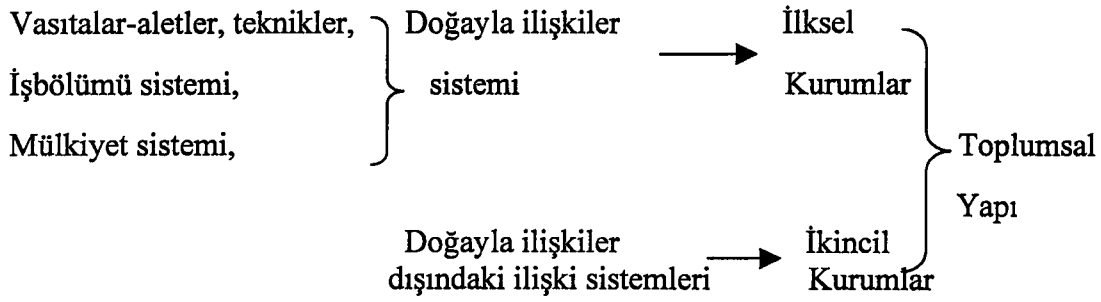 Vasıtalar-aletler, teknikler, Doğayla ilişkiler İlksel
İşbölümü sistemi, sistemi Kurumlar
Mülkiyet sistemi, Toplumsal
Yapı
Doğayla ilişkiler İkincil
dışındaki ilişki sistemleri Kurumlar